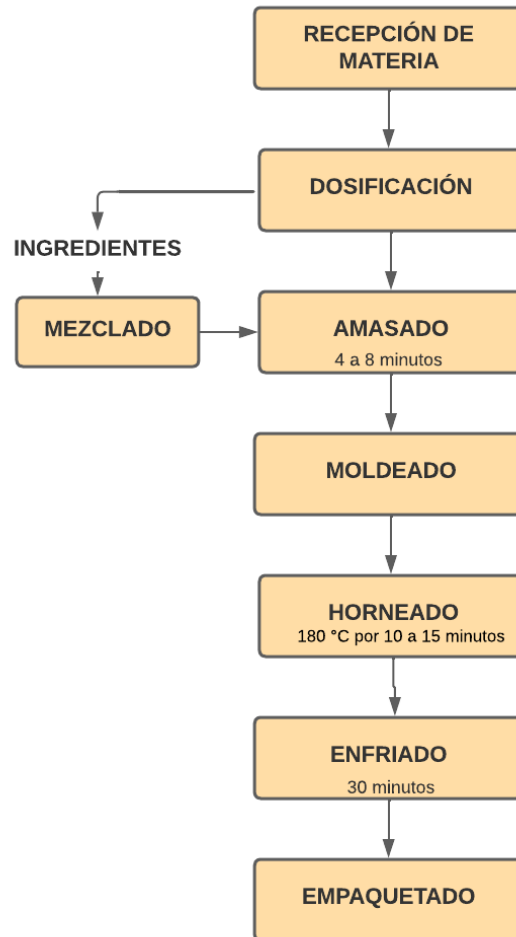 RECEPCIÓN DE
MATERIA
DOSIFICACIÓN
INGREDIENTES
MEZCLADO
AMASADO
4 a 8 minutos
MOLDEADO
HORNEADO
180 °C por 10 a 15 minutos
ENFRIADO
30 minutos
EMPAQUETADO